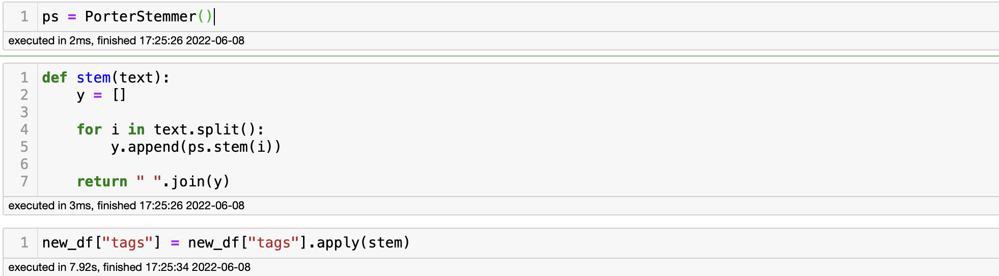 1 ps = PorterStemmer()
executed in 2ms, finished 17:25:26 2022-06-08
1 def stem(text):
2     y = []
3
4     for i in text.split():
5         y.append(ps.stem(i))
6
7     return " ".join(y)
executed in 3ms, finished 17:25:26 2022-06-08
1 new_df["tags"] = new_df["tags"].apply(stem)
executed in 7.92s, finished 17:25:34 2022-06-08